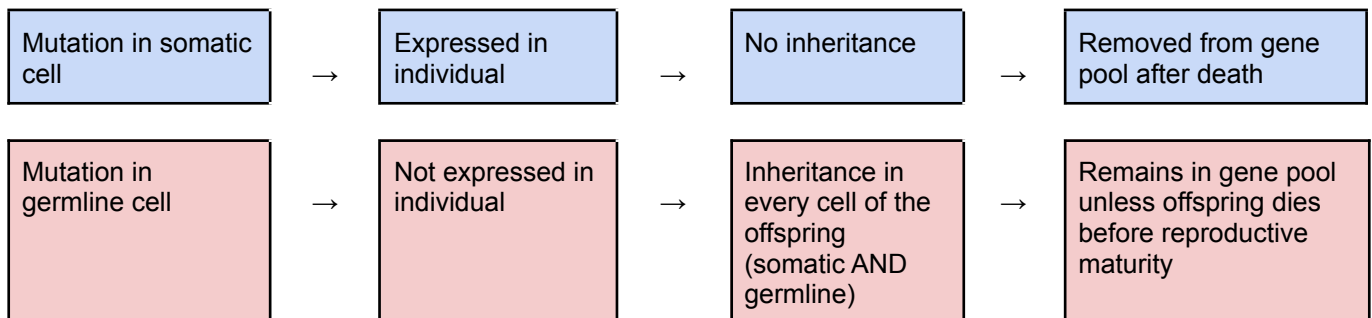 Mutation in somatic
cell
→
Expressed in
individual
→
No inheritance
→
Removed from gene
pool after death
Mutation in
germline cell
→
Not expressed in
individual
→
Inheritance in
every cell of the
offspring
(somatic AND
germline)
→
Remains in gene pool
unless offspring dies
before reproductive
maturity